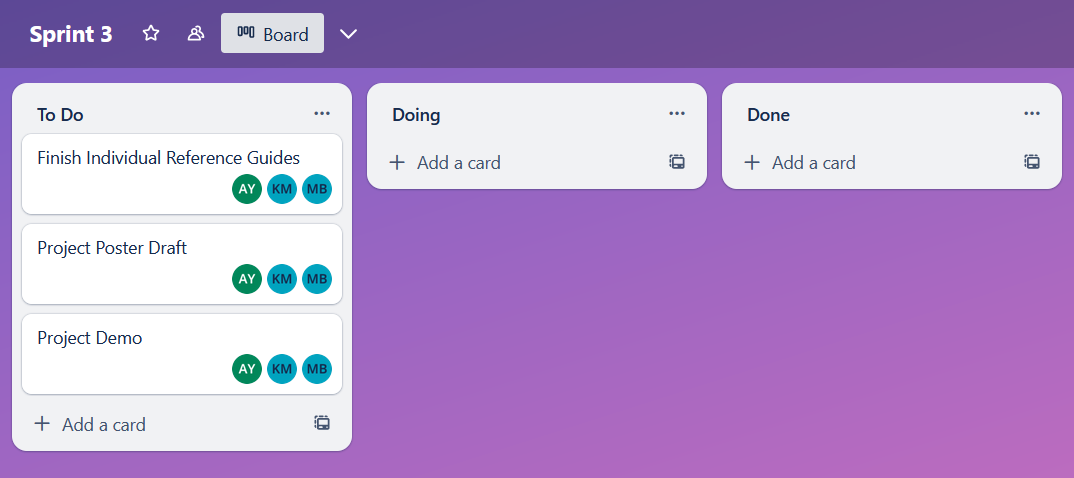 Sprint 3
Board
To Do
Finish Individual Reference Guides
AY KM MB
Project Poster Draft
AY KM MB
Project Demo
AY KM MB
Add a card
Doing
Add a card
Done
Add a card